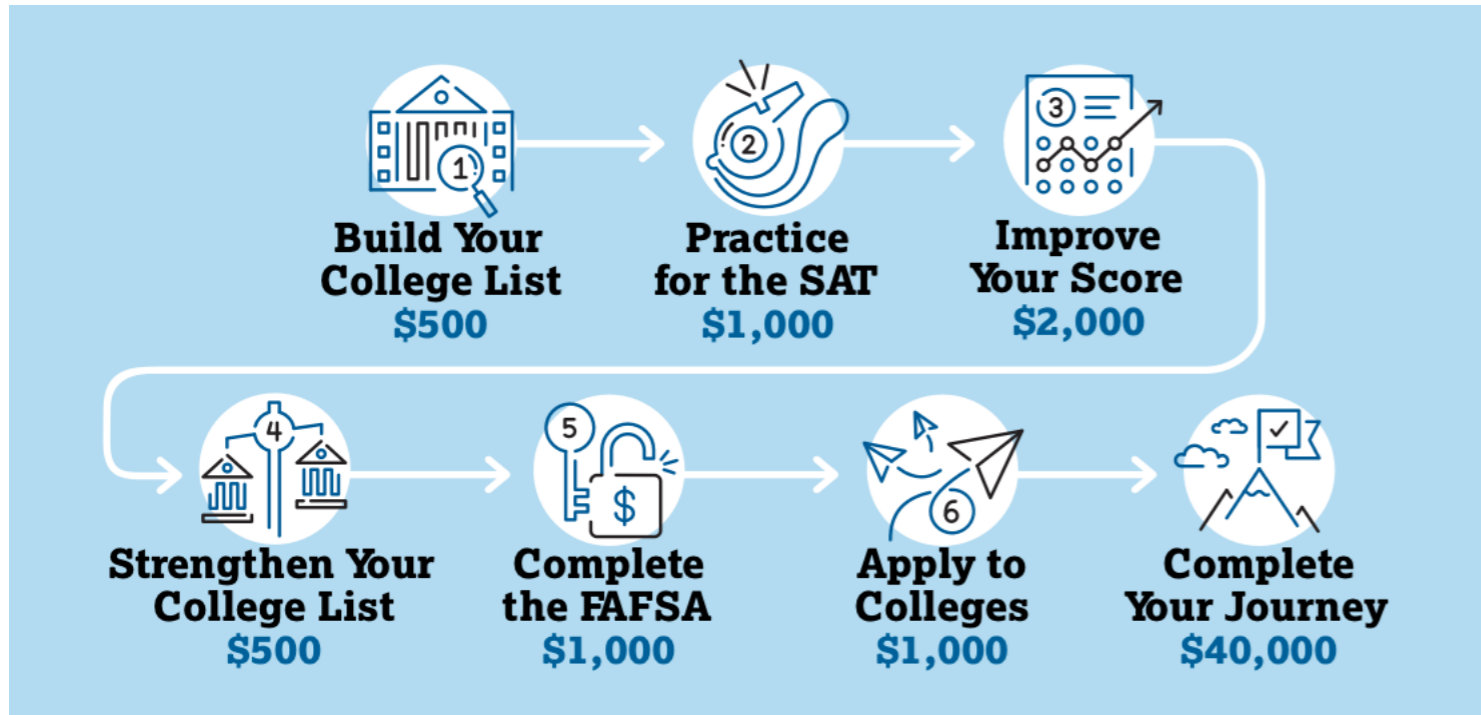 1
Build Your
College List
$500
2
Practice
for the SAT
$1,000
3
Improve
Your Score
$2,000
4
Strengthen Your
College List
$500
5
$
Complete
the FAFSA
$1,000
6
Apply to
Colleges
$1,000
Complete
Your Journey
$40,000